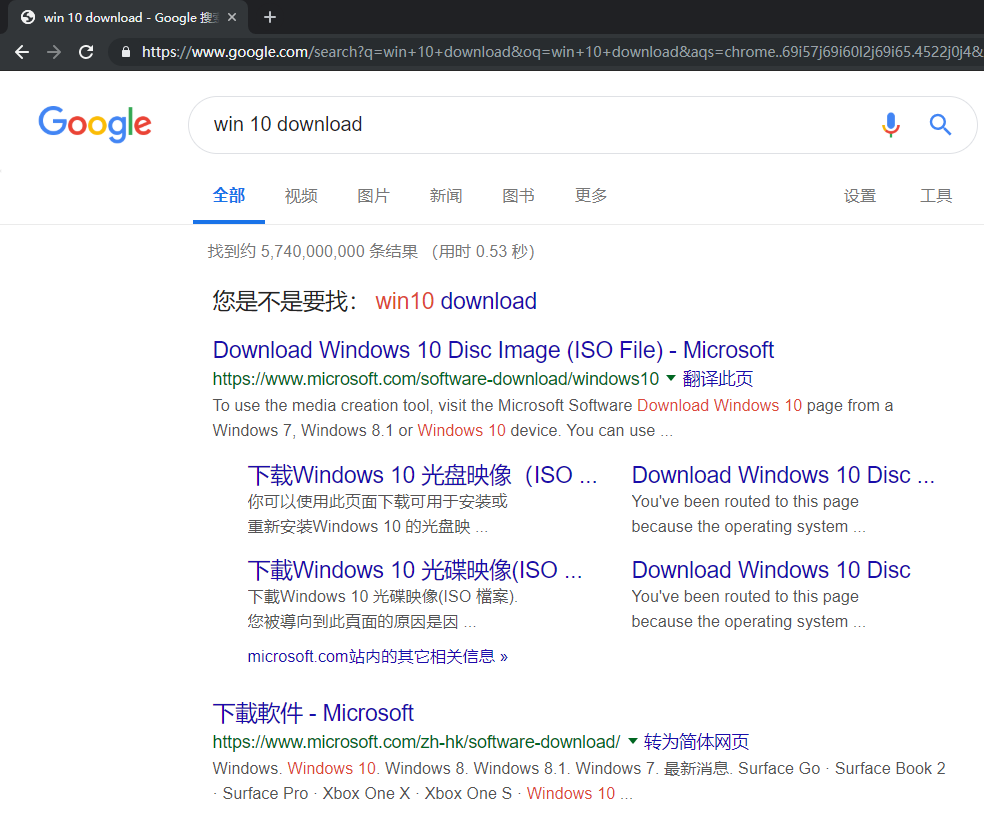 win 10 download - Google 搜
https://www.google.com/search?q=win+10+download&oq=win+10+download&aqs=chrome..69i57j69i60l2j69i65.4522j0j4&
Google
win 10 download
全部 视频 图片 新闻 图书 更多 设置 工具
找到约 5,740,000,000 条结果 （用时 0.53 秒）
您是不是要找： win10 download
Download Windows 10 Disc Image (ISO File) - Microsoft
https://www.microsoft.com/software-download/windows10 翻译此页
To use the media creation tool, visit the Microsoft Software Download Windows 10 page from a
Windows 7, Windows 8.1 or Windows 10 device. You can use ...
下载Windows 10 光盘映像（ISO ...
你可以使用此页面下载可用于安装或
重新安装Windows 10 的光盘映 ...
Download Windows 10 Disc ...
You've been routed to this page
because the operating system ...
下載Windows 10 光碟映像(ISO ...
下載Windows 10 光碟映像(ISO 檔案).
您被導向到此頁面的原因是因 ...
Download Windows 10 Disc
You've been routed to this page
because the operating system ...
microsoft.com站内的其它相关信息 »
下載軟件 - Microsoft
https://www.microsoft.com/zh-hk/software-download/ 转为简体网页
Windows. Windows 10. Windows 8. Windows 8.1. Windows 7. 最新消息. Surface Go · Surface Book 2
· Surface Pro · Xbox One X · Xbox One S · Windows 10 ...